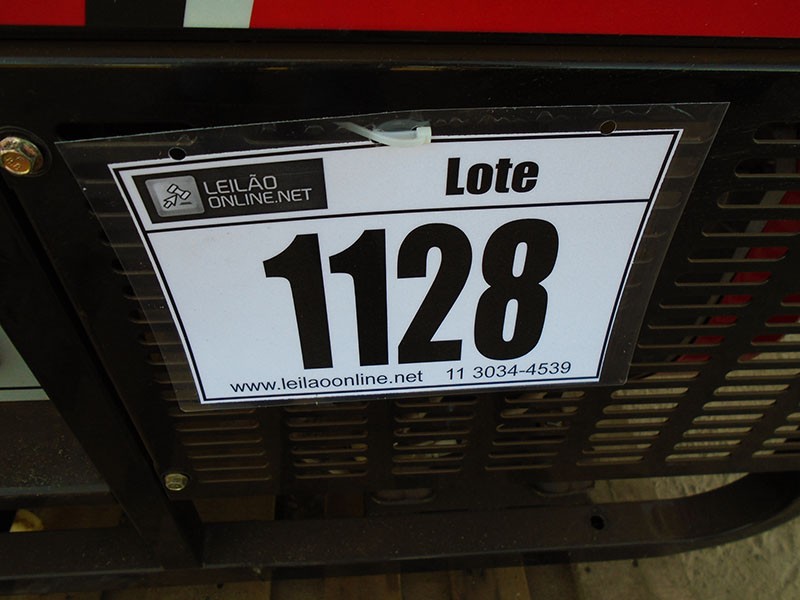 LEILÃO
ONLINE.NET
Lote
1128
www.leilaoonline.net 11 3034-4539